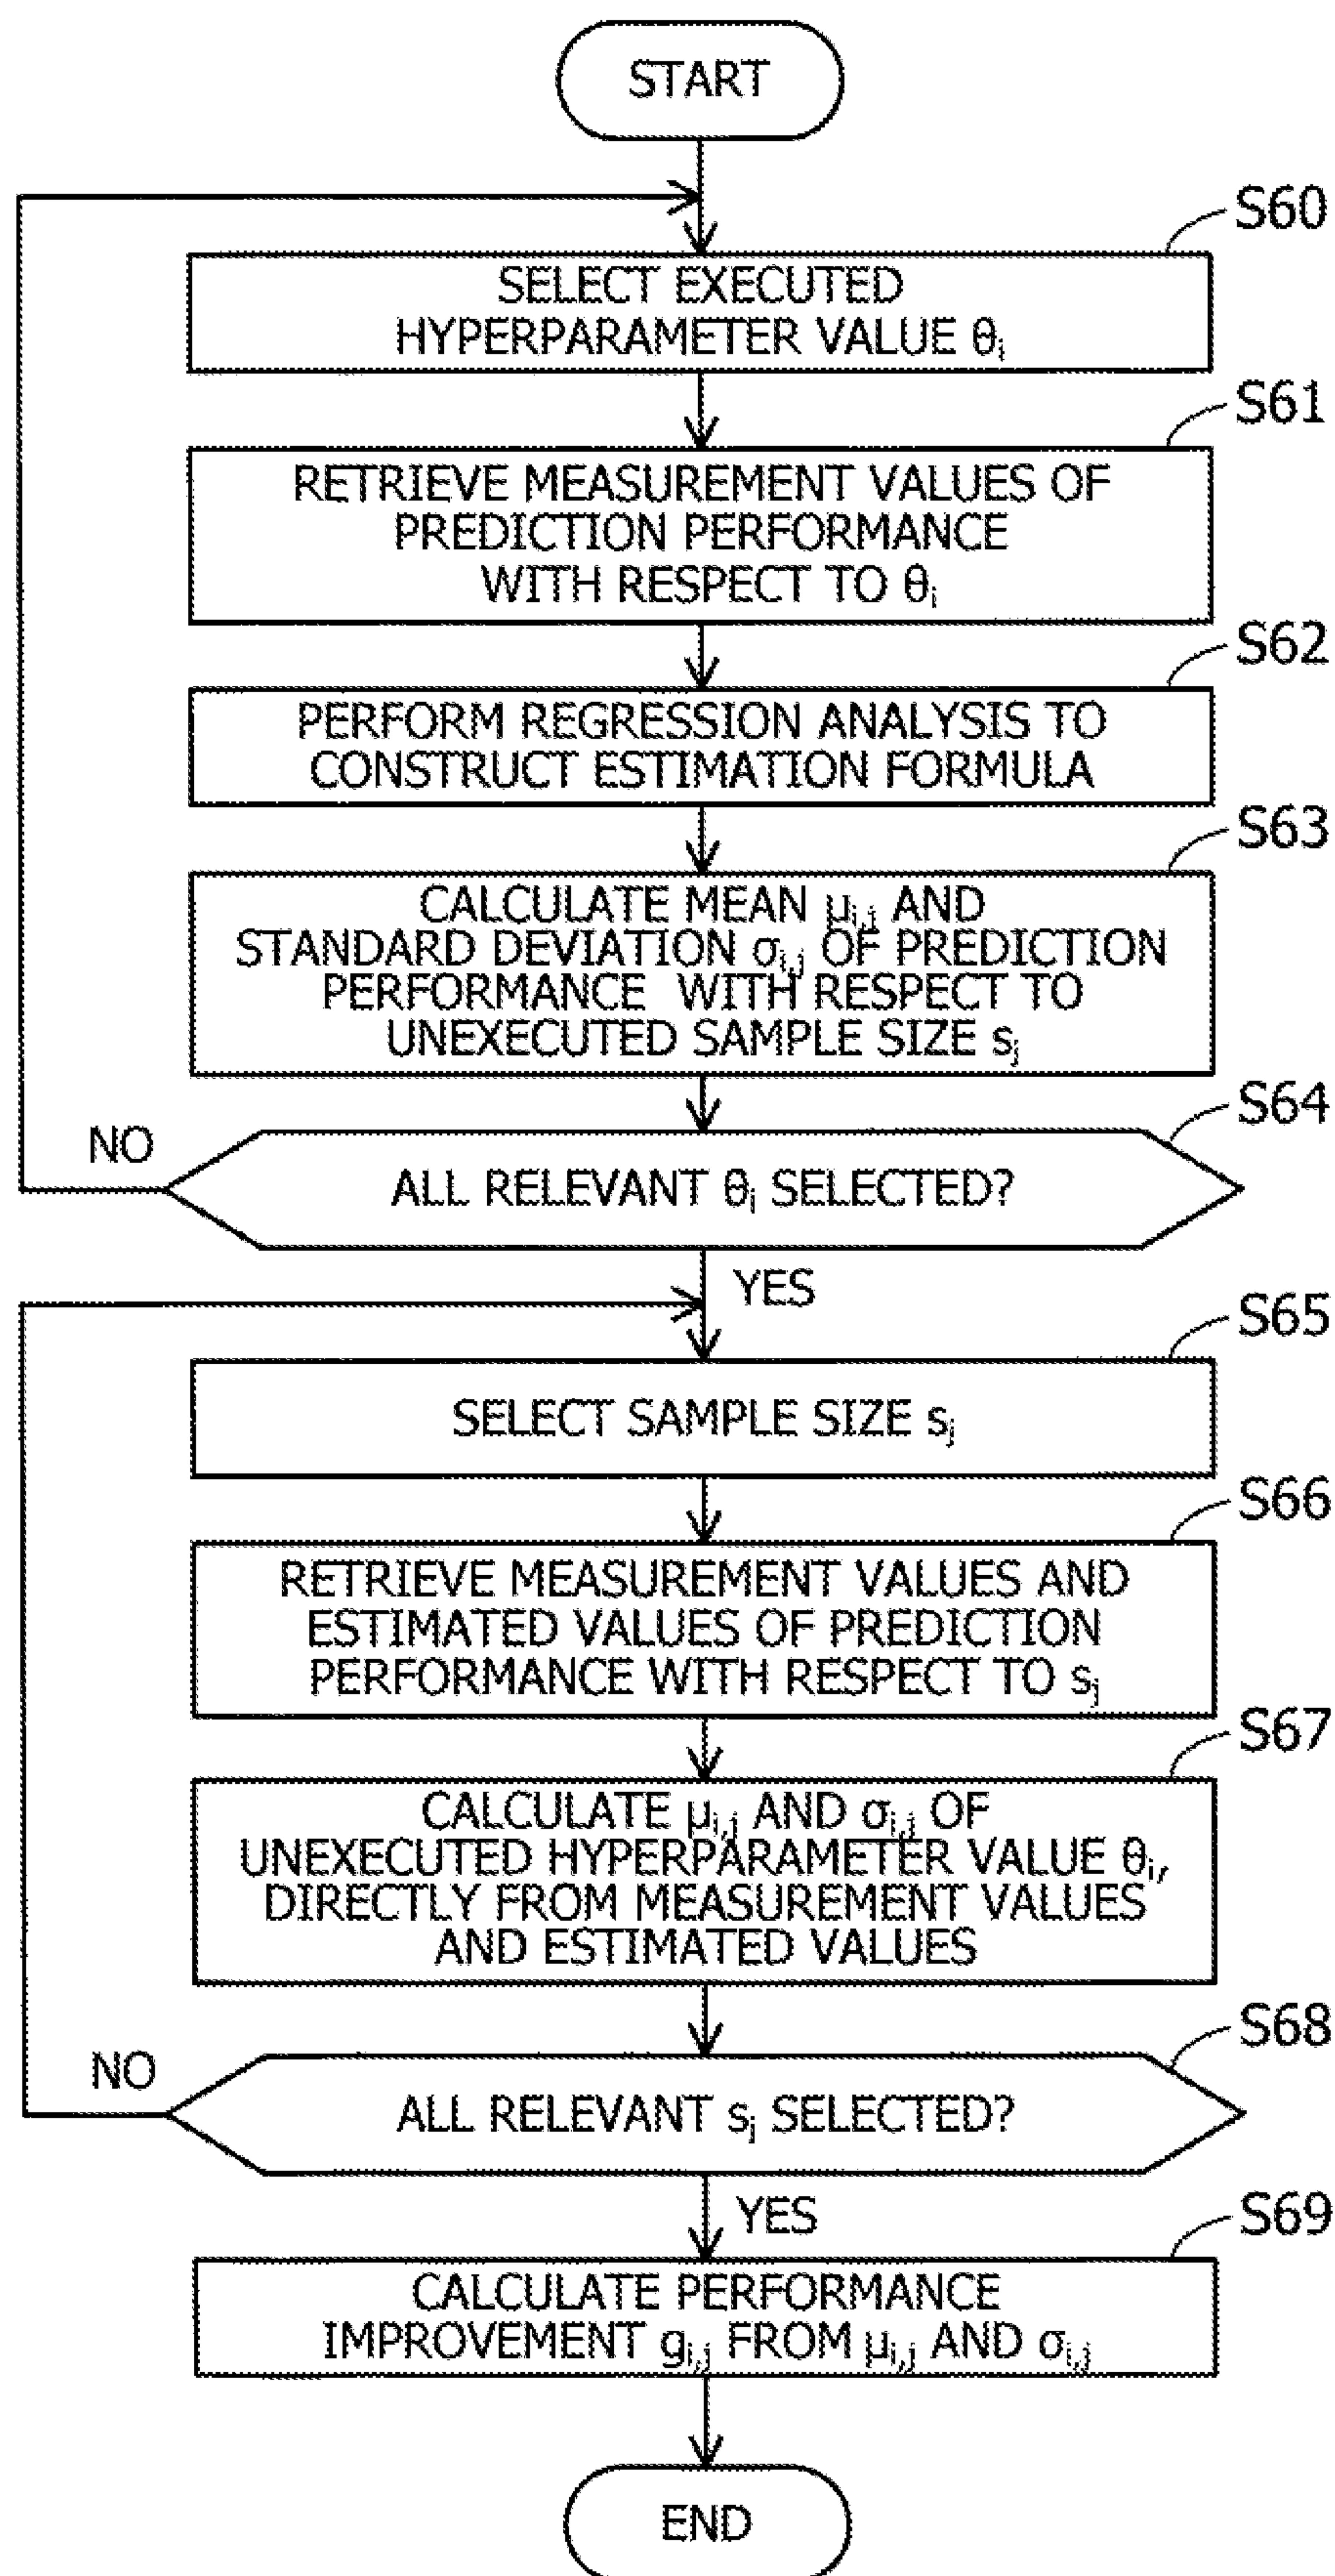 START
S60
SELECT EXECUTED
HYPERPARAMETER VALUE θi
S61
RETRIEVE MEASUREMENT VALUES OF
PREDICTION PERFORMANCE
WITH RESPECT TO θi
S62
PERFORM REGRESSION ANALYSIS TO
CONSTRUCT ESTIMATION FORMULA
S63
CALCULATE MEAN μi,j AND
STANDARD DEVIATION σi,j OF PREDICTION
PERFORMANCE WITH RESPECT TO
UNEXECUTED SAMPLE SIZE sj
S64
NO
ALL RELEVANT θi SELECTED?
YES
S65
SELECT SAMPLE SIZE sj
S66
RETRIEVE MEASUREMENT VALUES AND
ESTIMATED VALUES OF PREDICTION
PERFORMANCE WITH RESPECT TO sj
S67
CALCULATE μi,j AND σi,j OF
UNEXECUTED HYPERPARAMETER VALUE θi,
DIRECTLY FROM MEASUREMENT VALUES
AND ESTIMATED VALUES
S68
NO
ALL RELEVANT sj SELECTED?
YES
S69
CALCULATE PERFORMANCE
IMPROVEMENT gi,j FROM μi,j AND σi,j
END